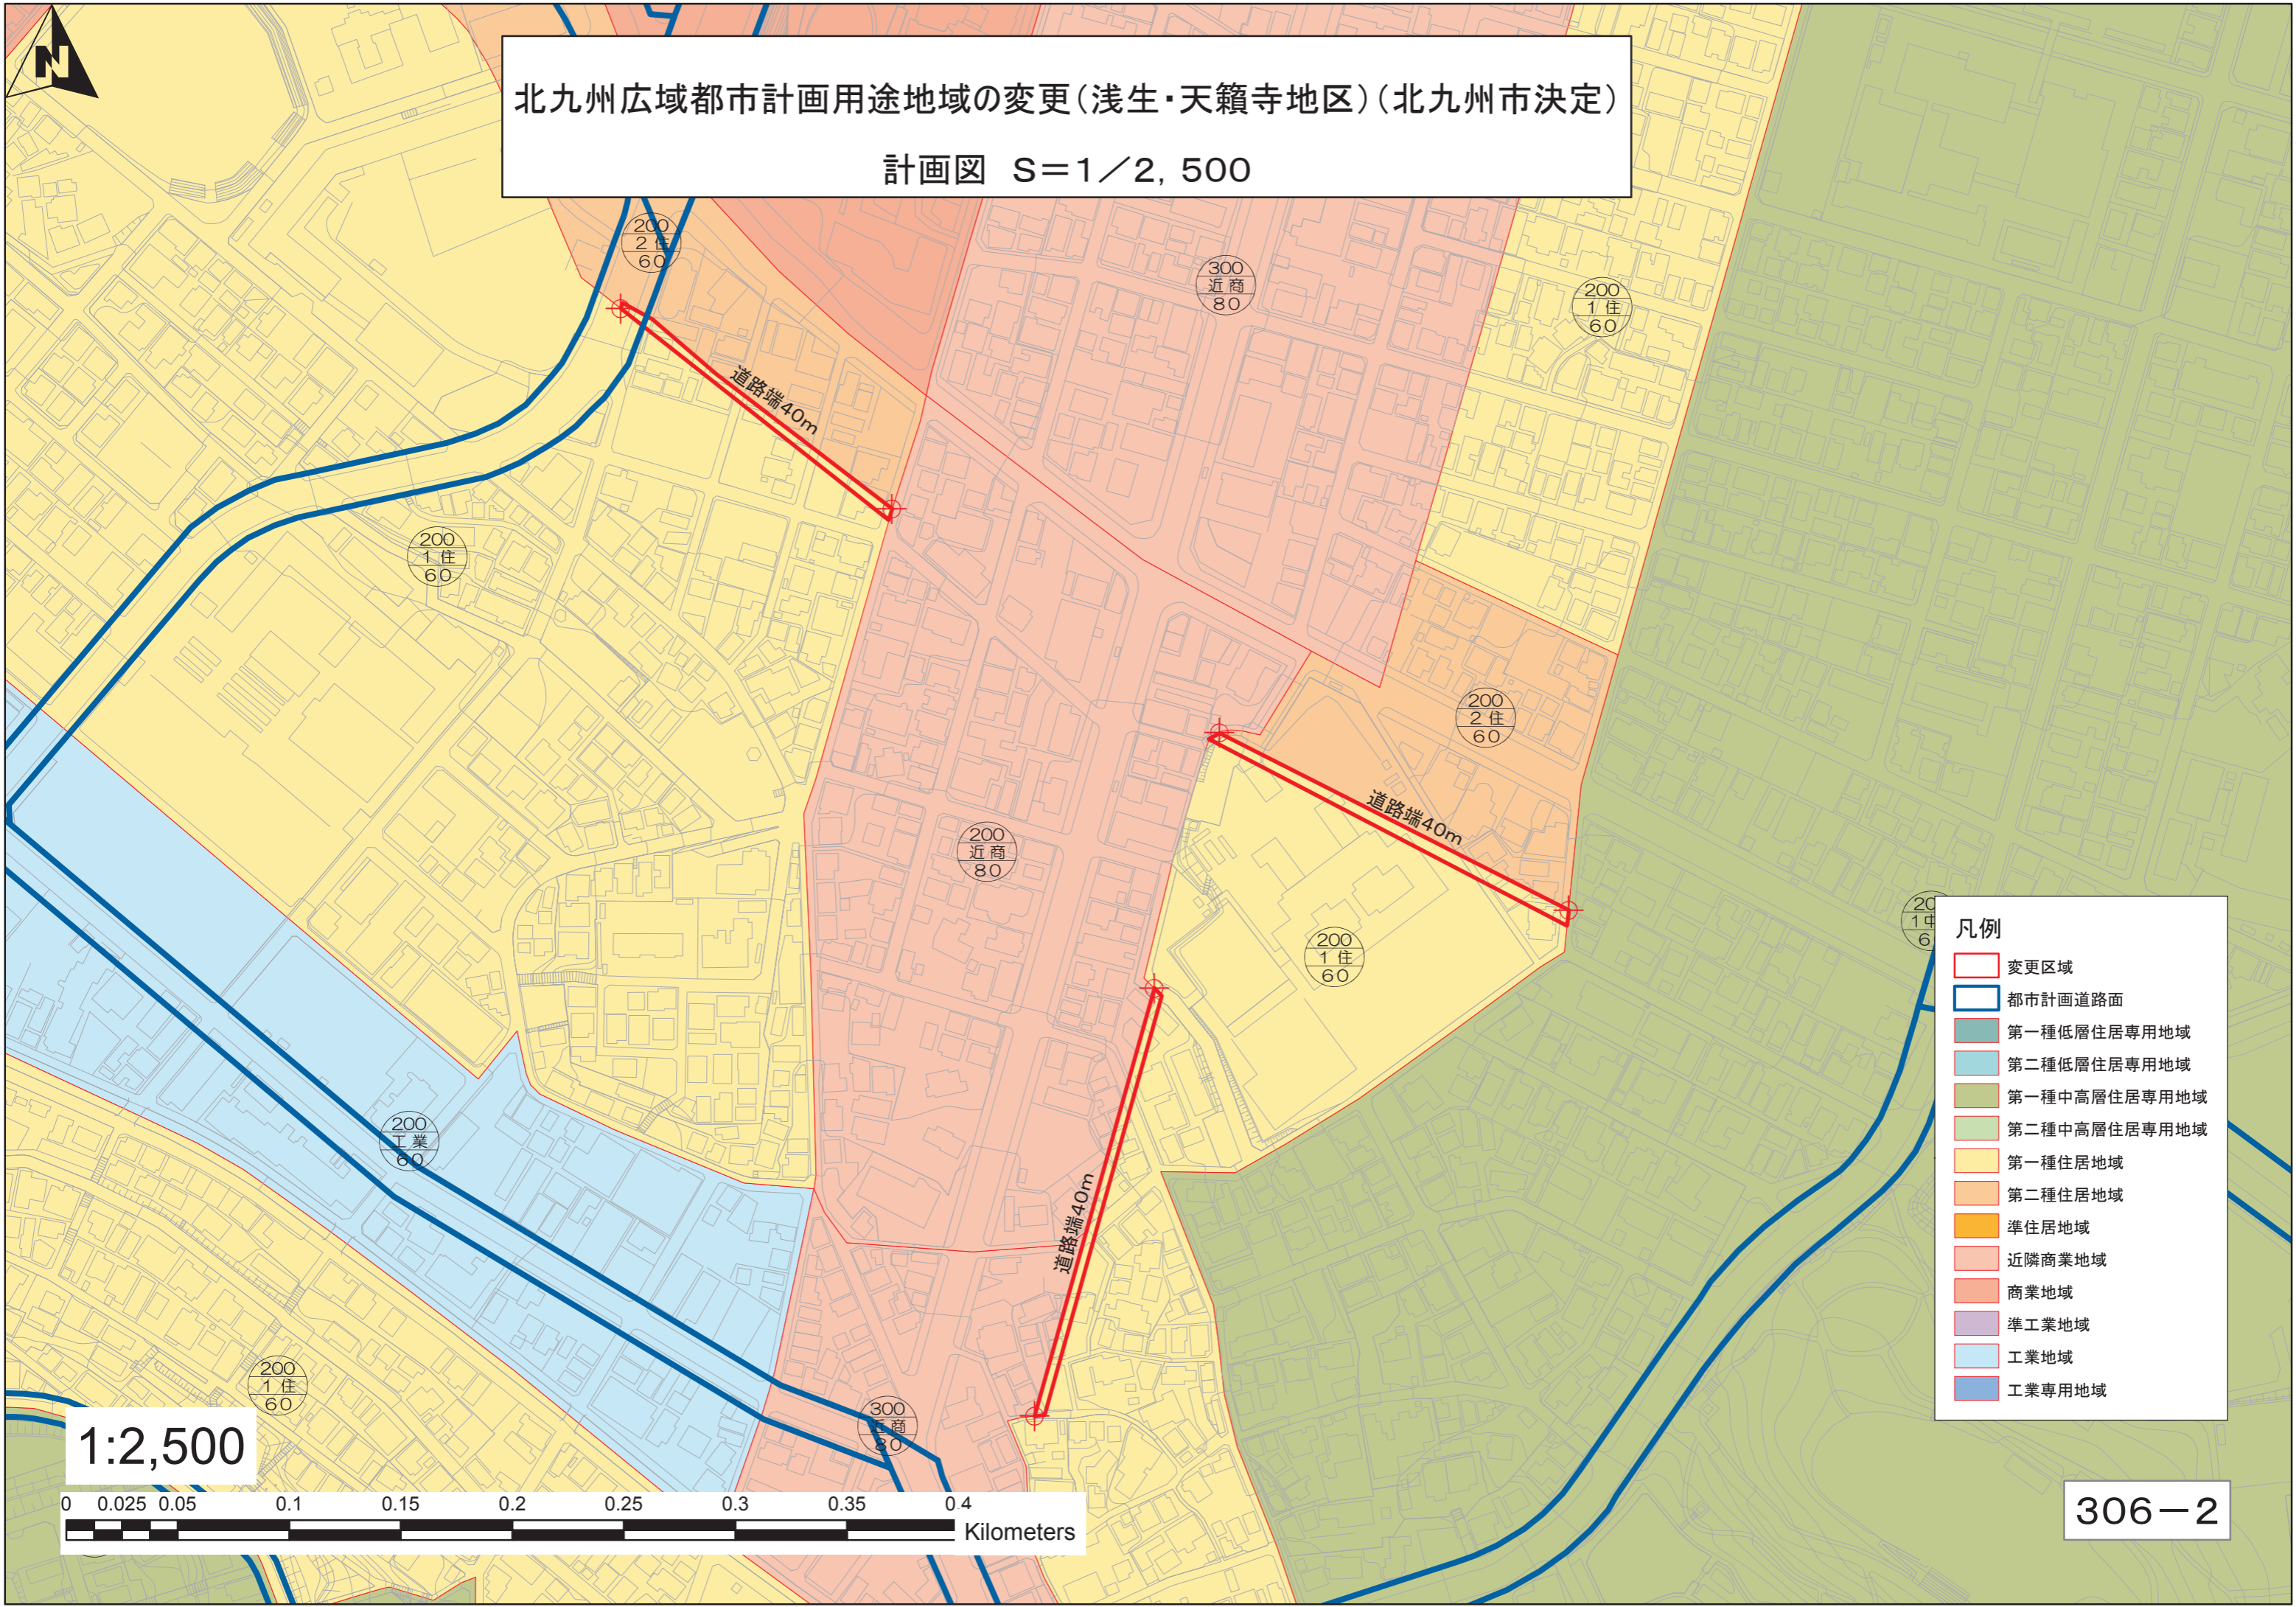 N
北九州広域都市計画用途地域の変更(浅生・天籟寺地区)(北九州市決定)
計画図 S=1/2,500
200
2住
60
300
近商
80
200
1住
60
道路端40m
200
1住
60
200
2住
60
道路端40m
200
近商
80
200
1住
60
200
工業
60
道路端40m
200
1住
60
300
近商
80
凡例
変更区域
都市計画道路面
第一種低層住居専用地域
第二種低層住居専用地域
第一種中高層住居専用地域
第二種中高層住居専用地域
第一種住居地域
第二種住居地域
準住居地域
近隣商業地域
商業地域
準工業地域
工業地域
工業専用地域
1:2,500
0 0.025 0.05 0.1 0.15 0.2 0.25 0.3 0.35 0.4
Kilometers
306-2